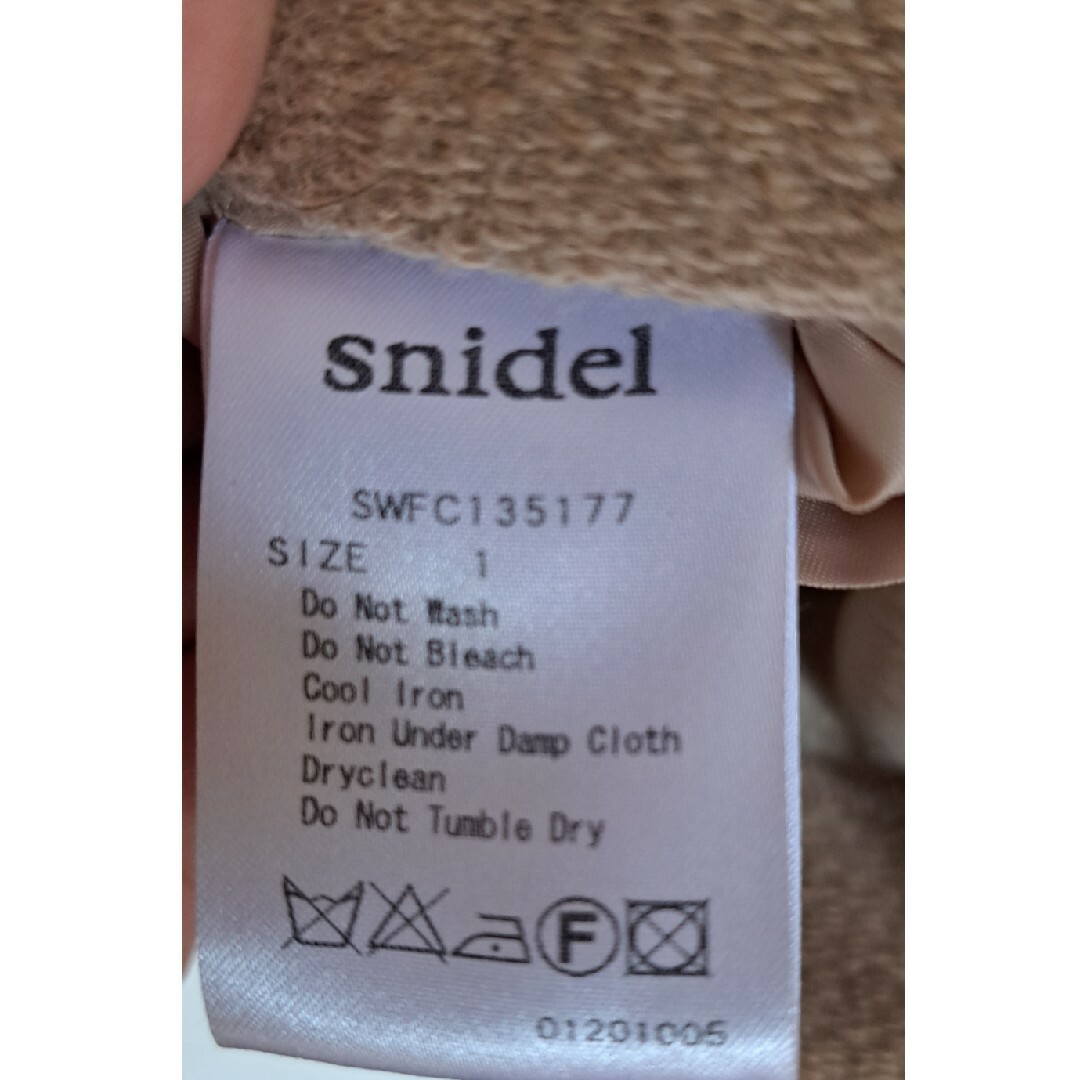 snidel
SWFC135177
SIZE 1
Do Not Wash
Do Not Bleach
Cool Iron
Iron Under Damp Cloth
Dryclean
Do Not Tumble Dry
F
01201005